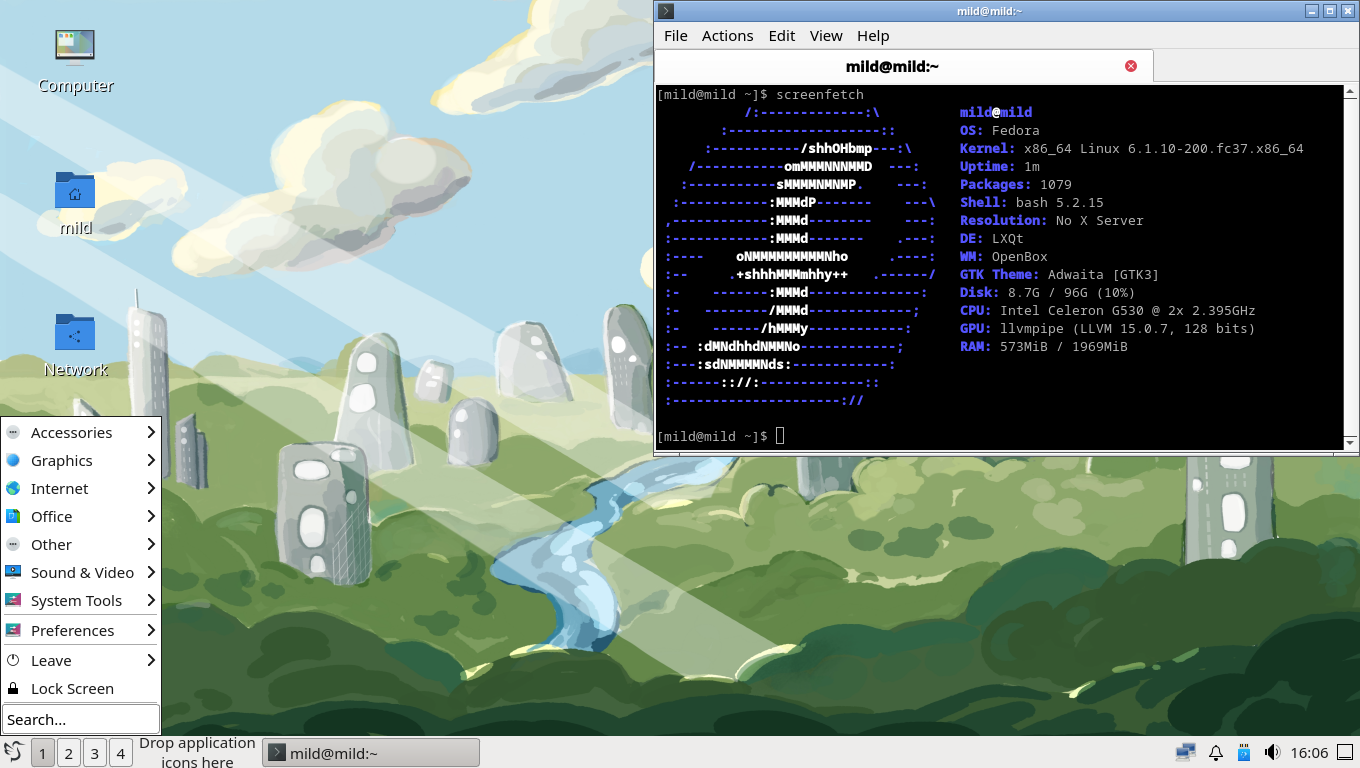 Computer
mild
Network
mild@mild:~
File Actions Edit View Help
mild@mild:~
[mild@mild ~]$ screenfetch
/:-------------:\ mild@mild
:-------------------:: OS: Fedora
:-----------/shhOHbmp---:\ Kernel: x86_64 Linux 6.1.10-200.fc37.x86_64
/-----------omMMMNNNMMD ---: Uptime: 1m
:-----------sMMMMNMNMP. ---: Packages: 1079
:-----------:MMMdP------- ---\ Shell: bash 5.2.15
,------------:MMMd-------- ---: Resolution: No X Server
:------------:MMMd------- .---: DE: LXQt
:---- oNMMMMMMMMMNho .----: WM: OpenBox
:-- .+shhhMMMmhhy++ .------/ GTK Theme: Adwaita [GTK3]
:- -------:MMMd--------------: Disk: 8.7G / 96G (10%)
:- --------/MMMd-------------; CPU: Intel Celeron G530 @ 2x 2.395GHz
:- ------/hMMMy------------: GPU: llvmpipe (LLVM 15.0.7, 128 bits)
:-- :dMNdhhdNMMNo------------; RAM: 573MiB / 1969MiB
:---:sdNMMMMNds:------------:
:------:://:-------------::
:---------------------://
[mild@mild ~]$
Accessories
Graphics
Internet
Office
Other
Sound & Video
System Tools
Preferences
Leave
Lock Screen
Search...
1 2 3 4 Drop application icons here mild@mild:~ 16:06